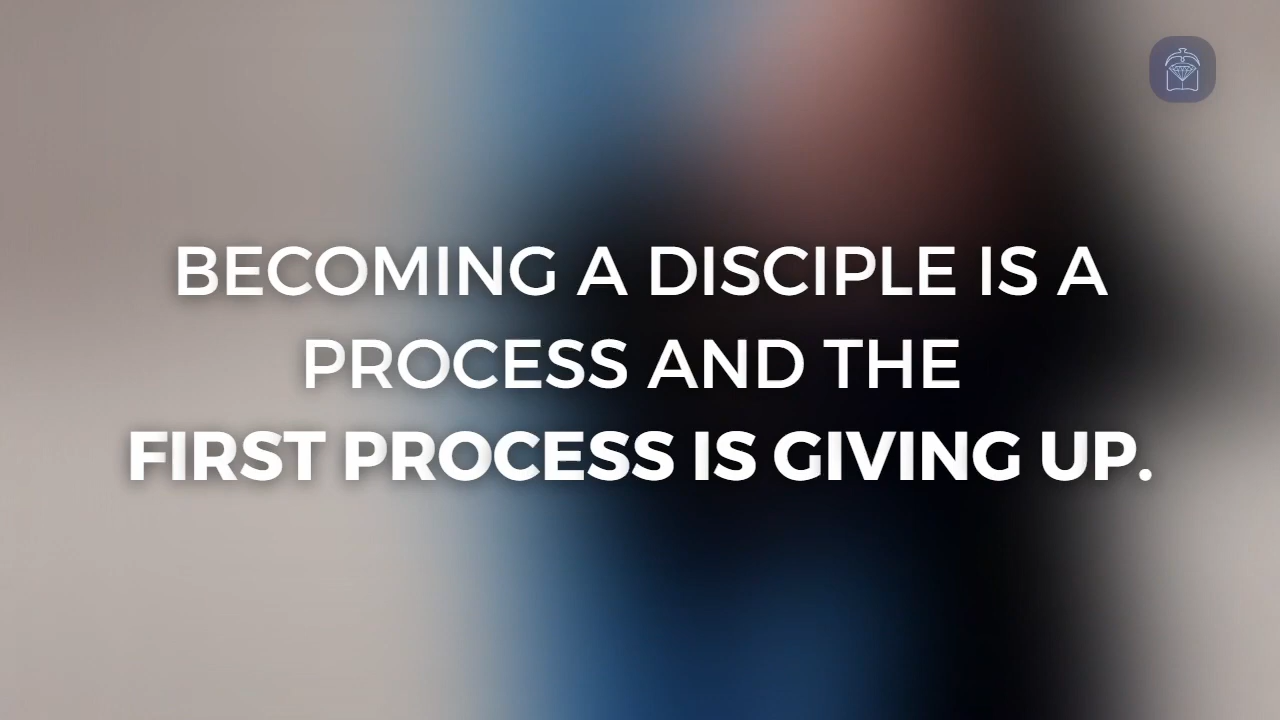 BECOMING A DISCIPLE IS A
PROCESS AND THE
FIRST PROCESS IS GIVING UP.